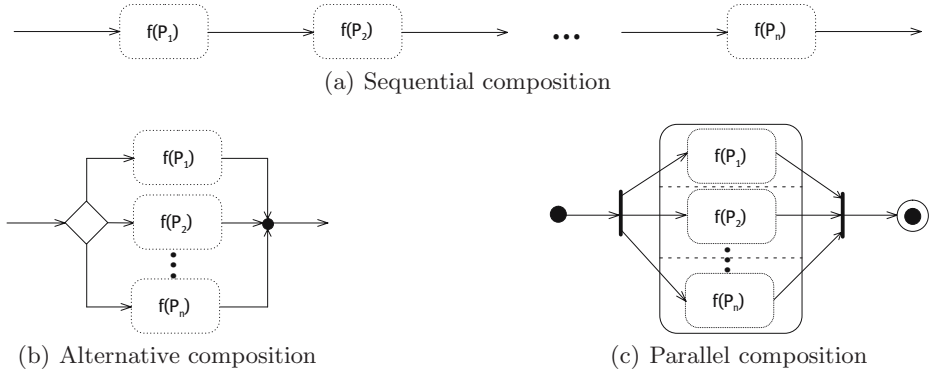 f(P₁) f(P₂) ... f(Pₙ)
(a) Sequential composition
f(P₁)
f(P₂)
f(Pₙ)
(b) Alternative composition
f(P₁)
f(P₂)
f(Pₙ)
(c) Parallel composition